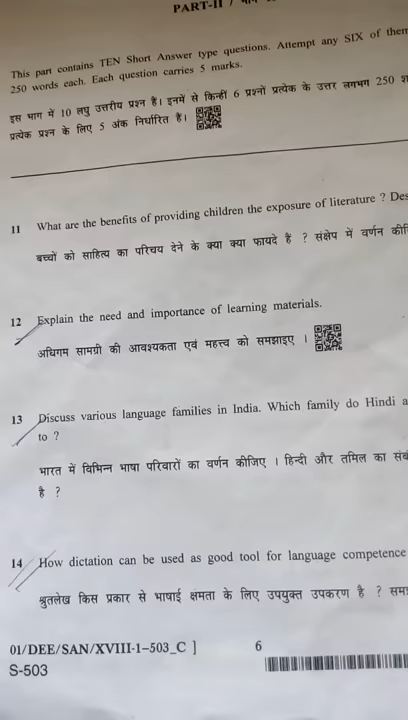 PART-II / भाग
This part contains TEN Short Answer type questions. Attempt any SIX of them
250 words each. Each question carries 5 marks.
इस भाग में 10 लघु उत्तरीय प्रश्न हैं। इनमें से किन्हीं 6 प्रश्नों प्रत्येक के उत्तर लगभग 250
प्रत्येक प्रश्न के लिए 5 अंक निर्धारित हैं।
11 What are the benefits of providing children the exposure of literature ?
बच्चों को साहित्य का परिचय देने के क्या क्या फायदे हैं ? संक्षेप में वर्णन
12 Explain the need and importance of learning materials.
अधिगम सामग्री की आवश्यकता एवं महत्त्व को समझाइए ।
13 Discuss various language families in India. Which family do Hindi
to ?
भारत में विभिन्न भाषा परिवारों का वर्णन कीजिए । हिन्दी और तमिल का
है ?
14 How dictation can be used as good tool for language competence
श्रुतलेख किस प्रकार से भाषाई क्षमता के लिए उपयुक्त उपकरण है ?
01/DEE/SAN/XVIII-1-503_C ] 6
S-503